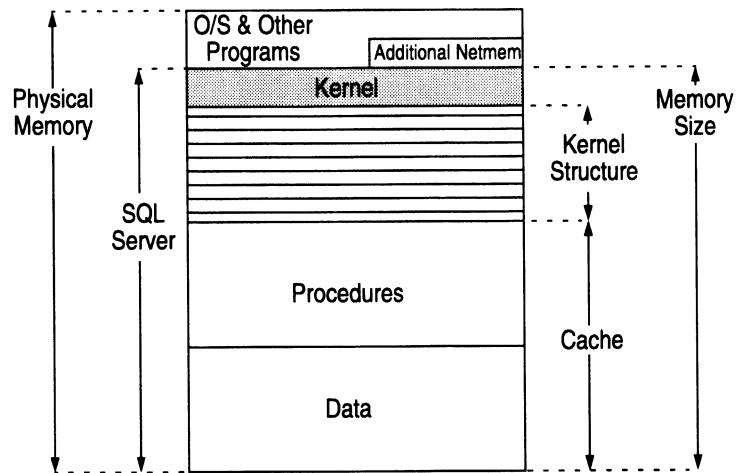 O/S & Other
Programs
Additional Netmem
Kernel
Physical
Memory
Memory
Size
Kernel
Structure
SQL
Server
Procedures
Cache
Data